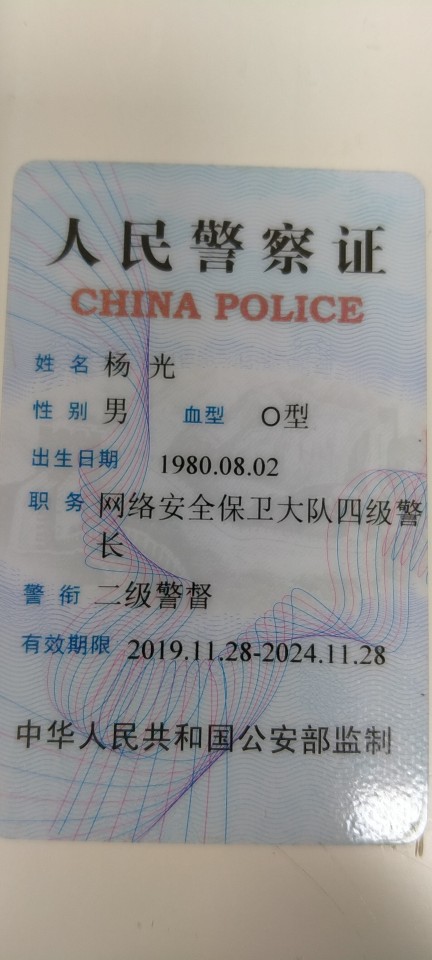 人民警察证
CHINA POLICE
姓 名 杨 光
性 别 男 血型 O型
出生日期 1980.08.02
职 务 网络安全保卫大队四级警
长
警 衔 二级警督
有效期限 2019.11.28-2024.11.28
中华人民共和国公安部监制